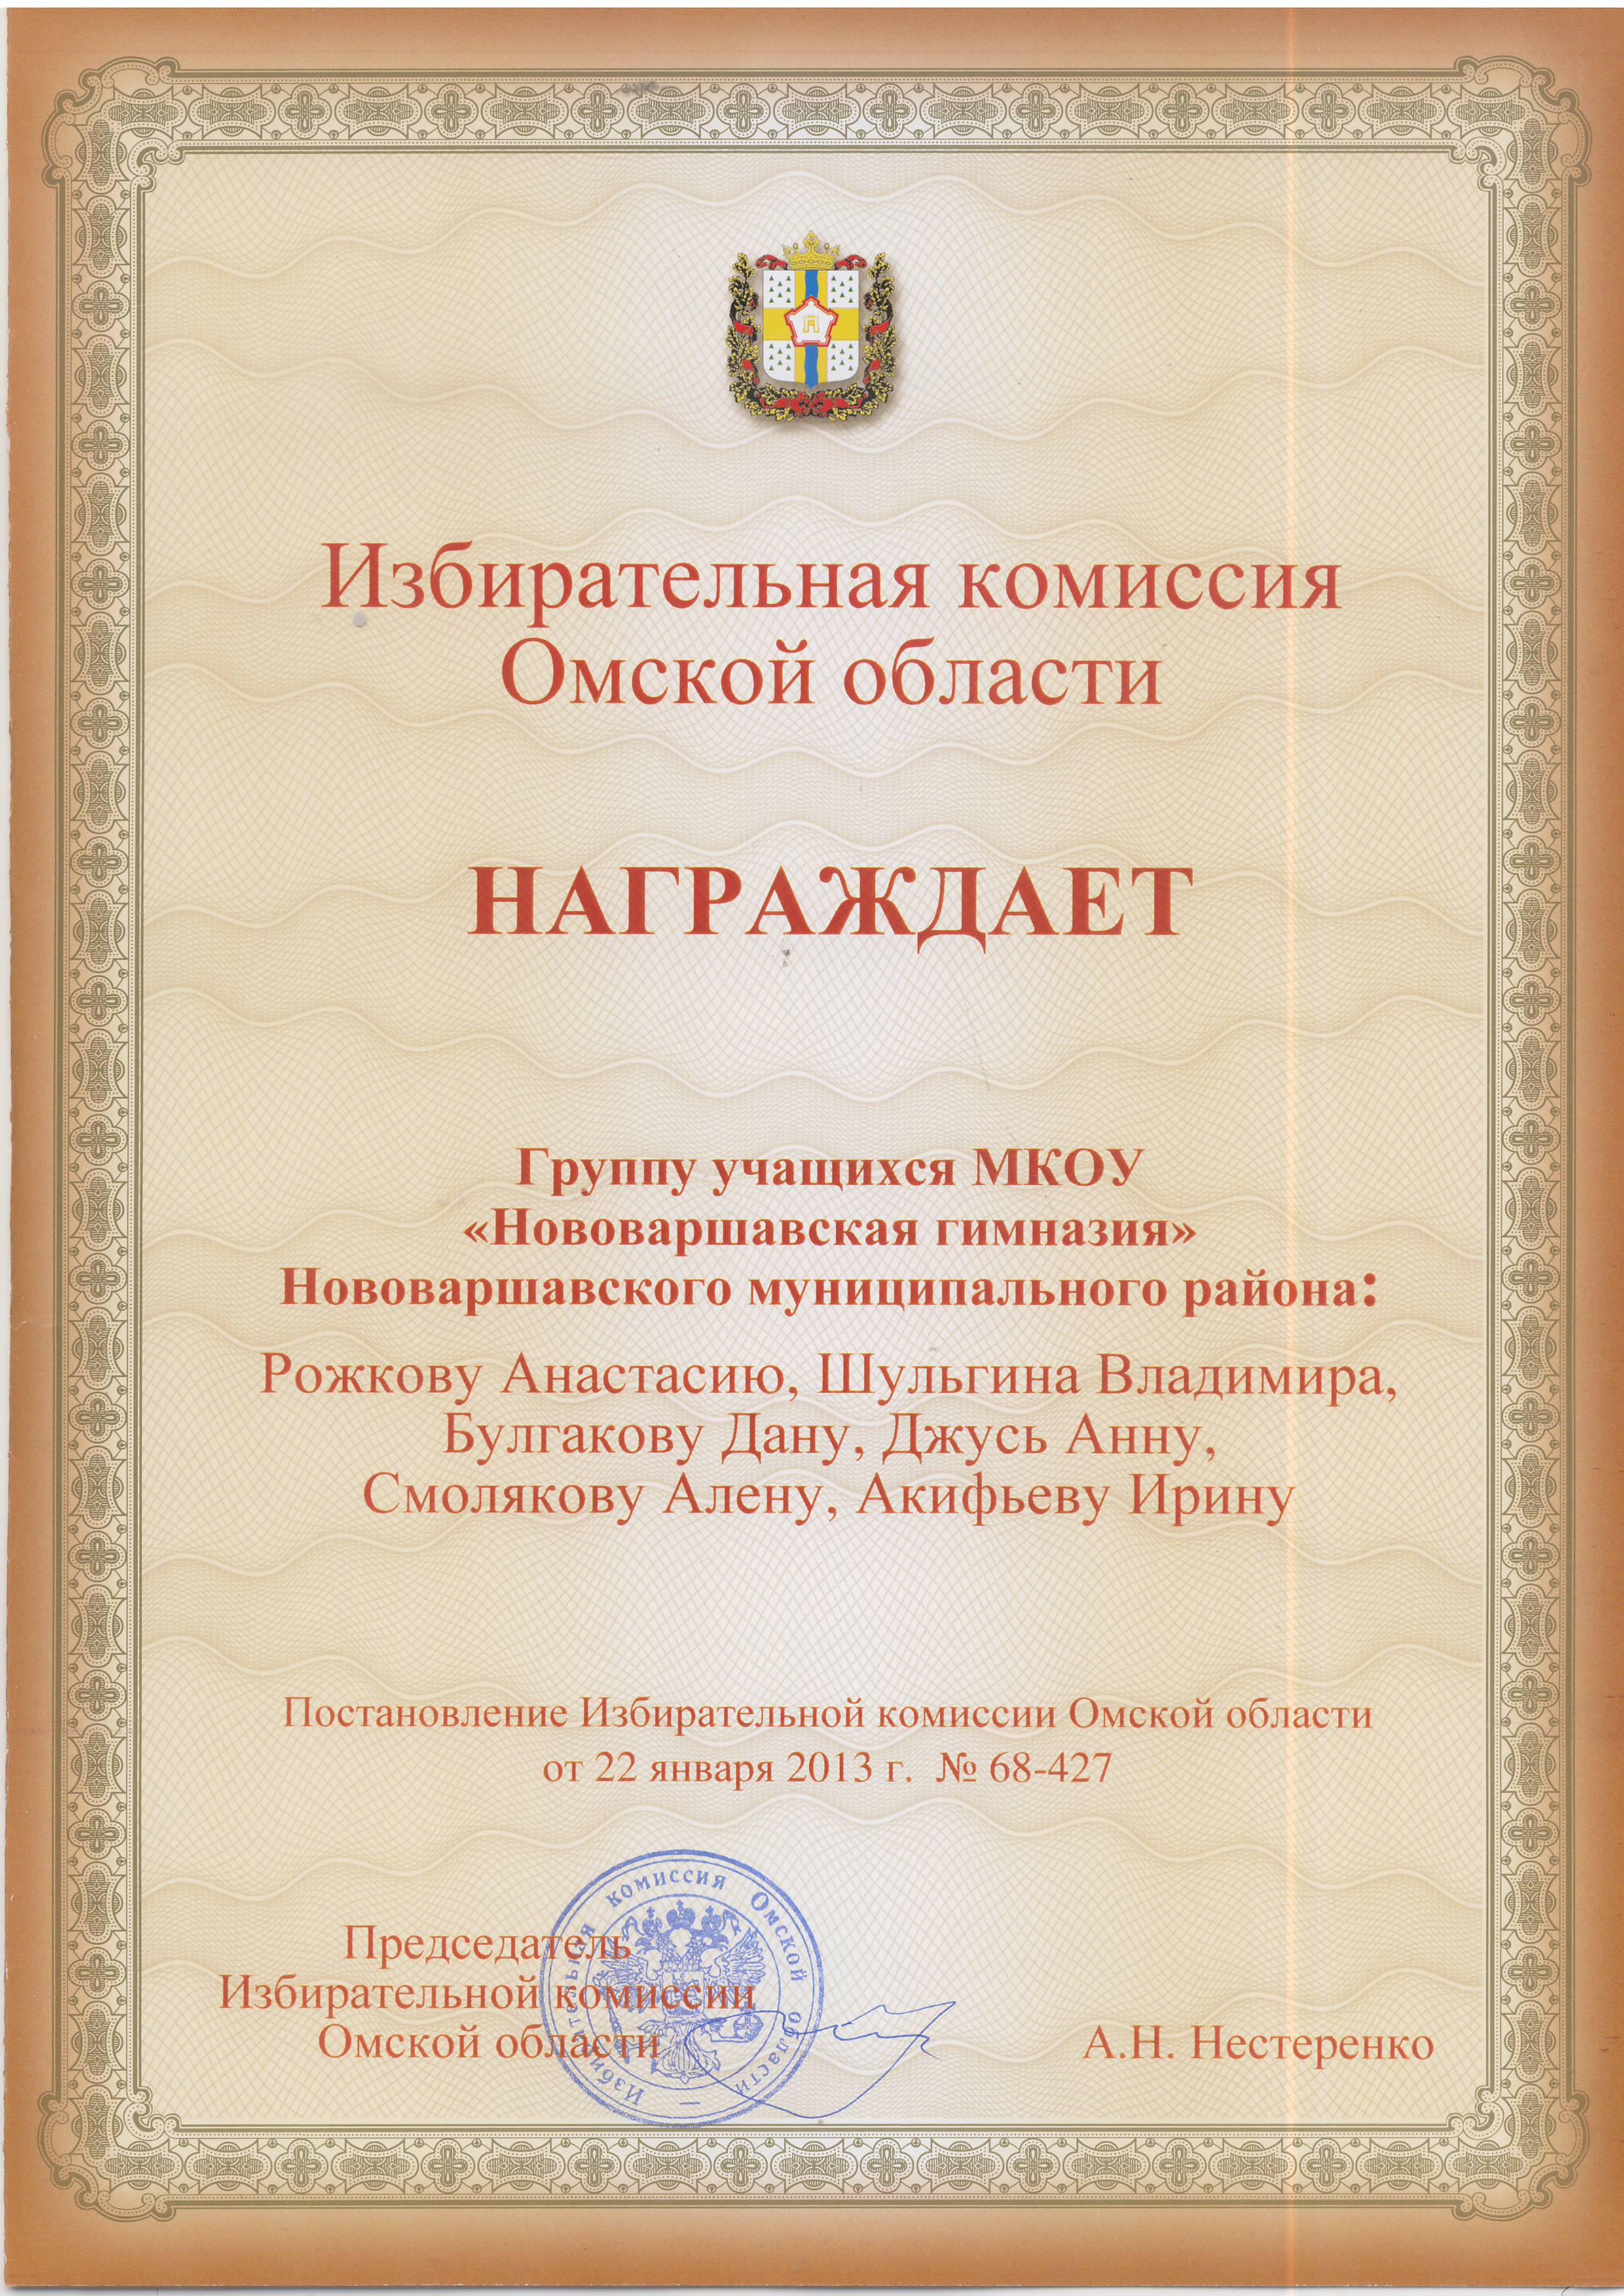 Избирательная комиссия
Омской области
НАГРАЖДАЕТ
Группу учащихся МКОУ
«Нововаршавская гимназия»
Нововаршавского муниципального района:
Рожкову Анастасию, Шульгина Владимира,
Булгакову Дану, Джусь Анну,
Смолякову Алену, Акифьеву Ирину
Постановление Избирательной комиссии Омской области
от 22 января 2013 г. № 68-427
Председатель
Избирательной комиссии
Омской области
А.Н. Нестеренко
Избирательная комиссия Омской области